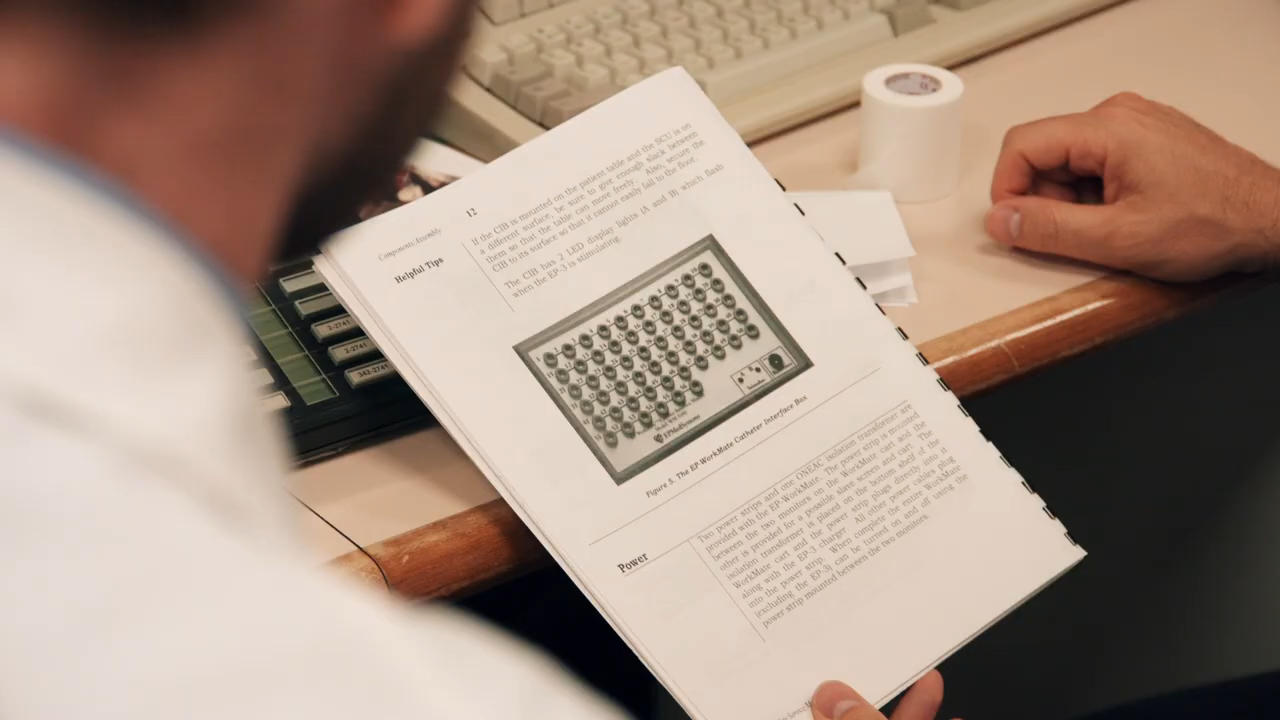 12
Components Assembly
Helpful Tips
If the CIB is mounted on the patient table and the SCU is on
a different surface, be sure to give enough slack between
them so that the table can move freely. Also, secure the
CIB to its surface so that it cannot easily fall to the floor.
The CIB has 2 LED display lights (A and B) which flash
when the EP-3 is stimulating.
EPMedSystems
Figure 5. The EP-WorkMate Catheter Interface Box
Power
Two power strips and one ONEAC isolation transformer are
provided with the EP-WorkMate. The power strip is mounted
between the two monitors on the WorkMate cart and the
other is provided for a possible slave screen and cart. The
isolation transformer is placed on the bottom shelf of the
WorkMate cart and the power strip plugs directly into it
along with the EP-3 charger. All other power cables plug
into the power strip. When complete the entire WorkMate
(excluding the EP-3) can be turned on and off using the
power strip mounted between the two monitors.
2-2741
2-2741
342-2741